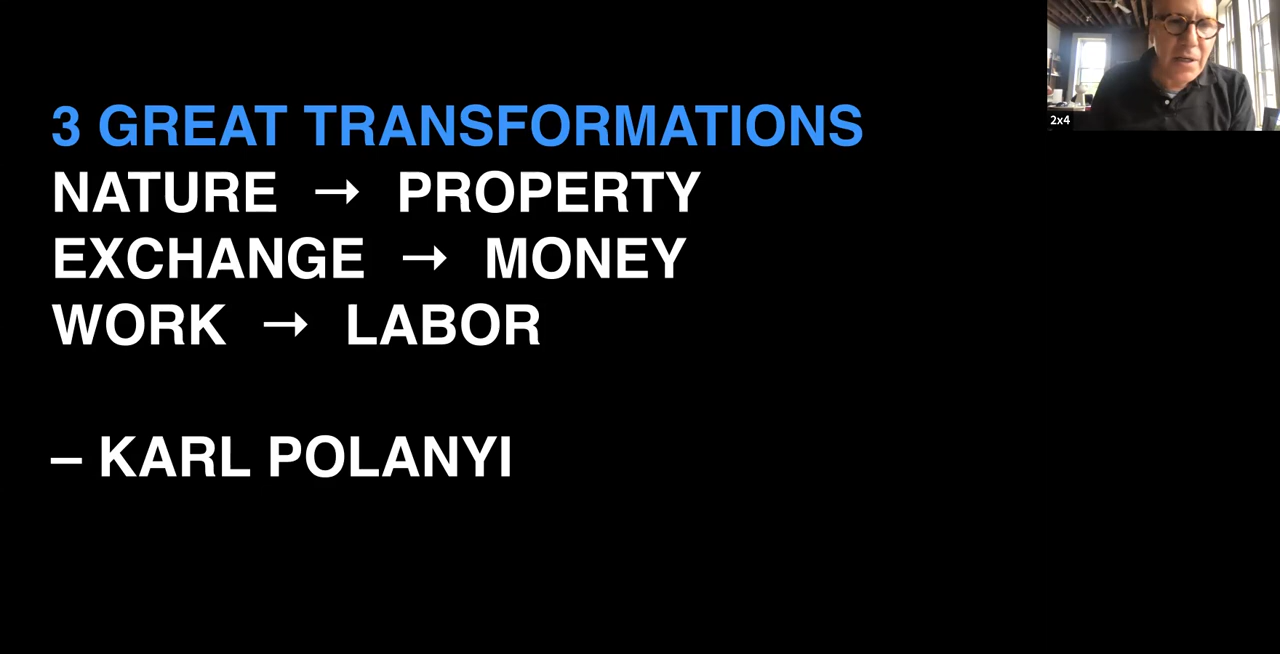 3 GREAT TRANSFORMATIONS
NATURE → PROPERTY
EXCHANGE → MONEY
WORK → LABOR
– KARL POLANYI
2x4